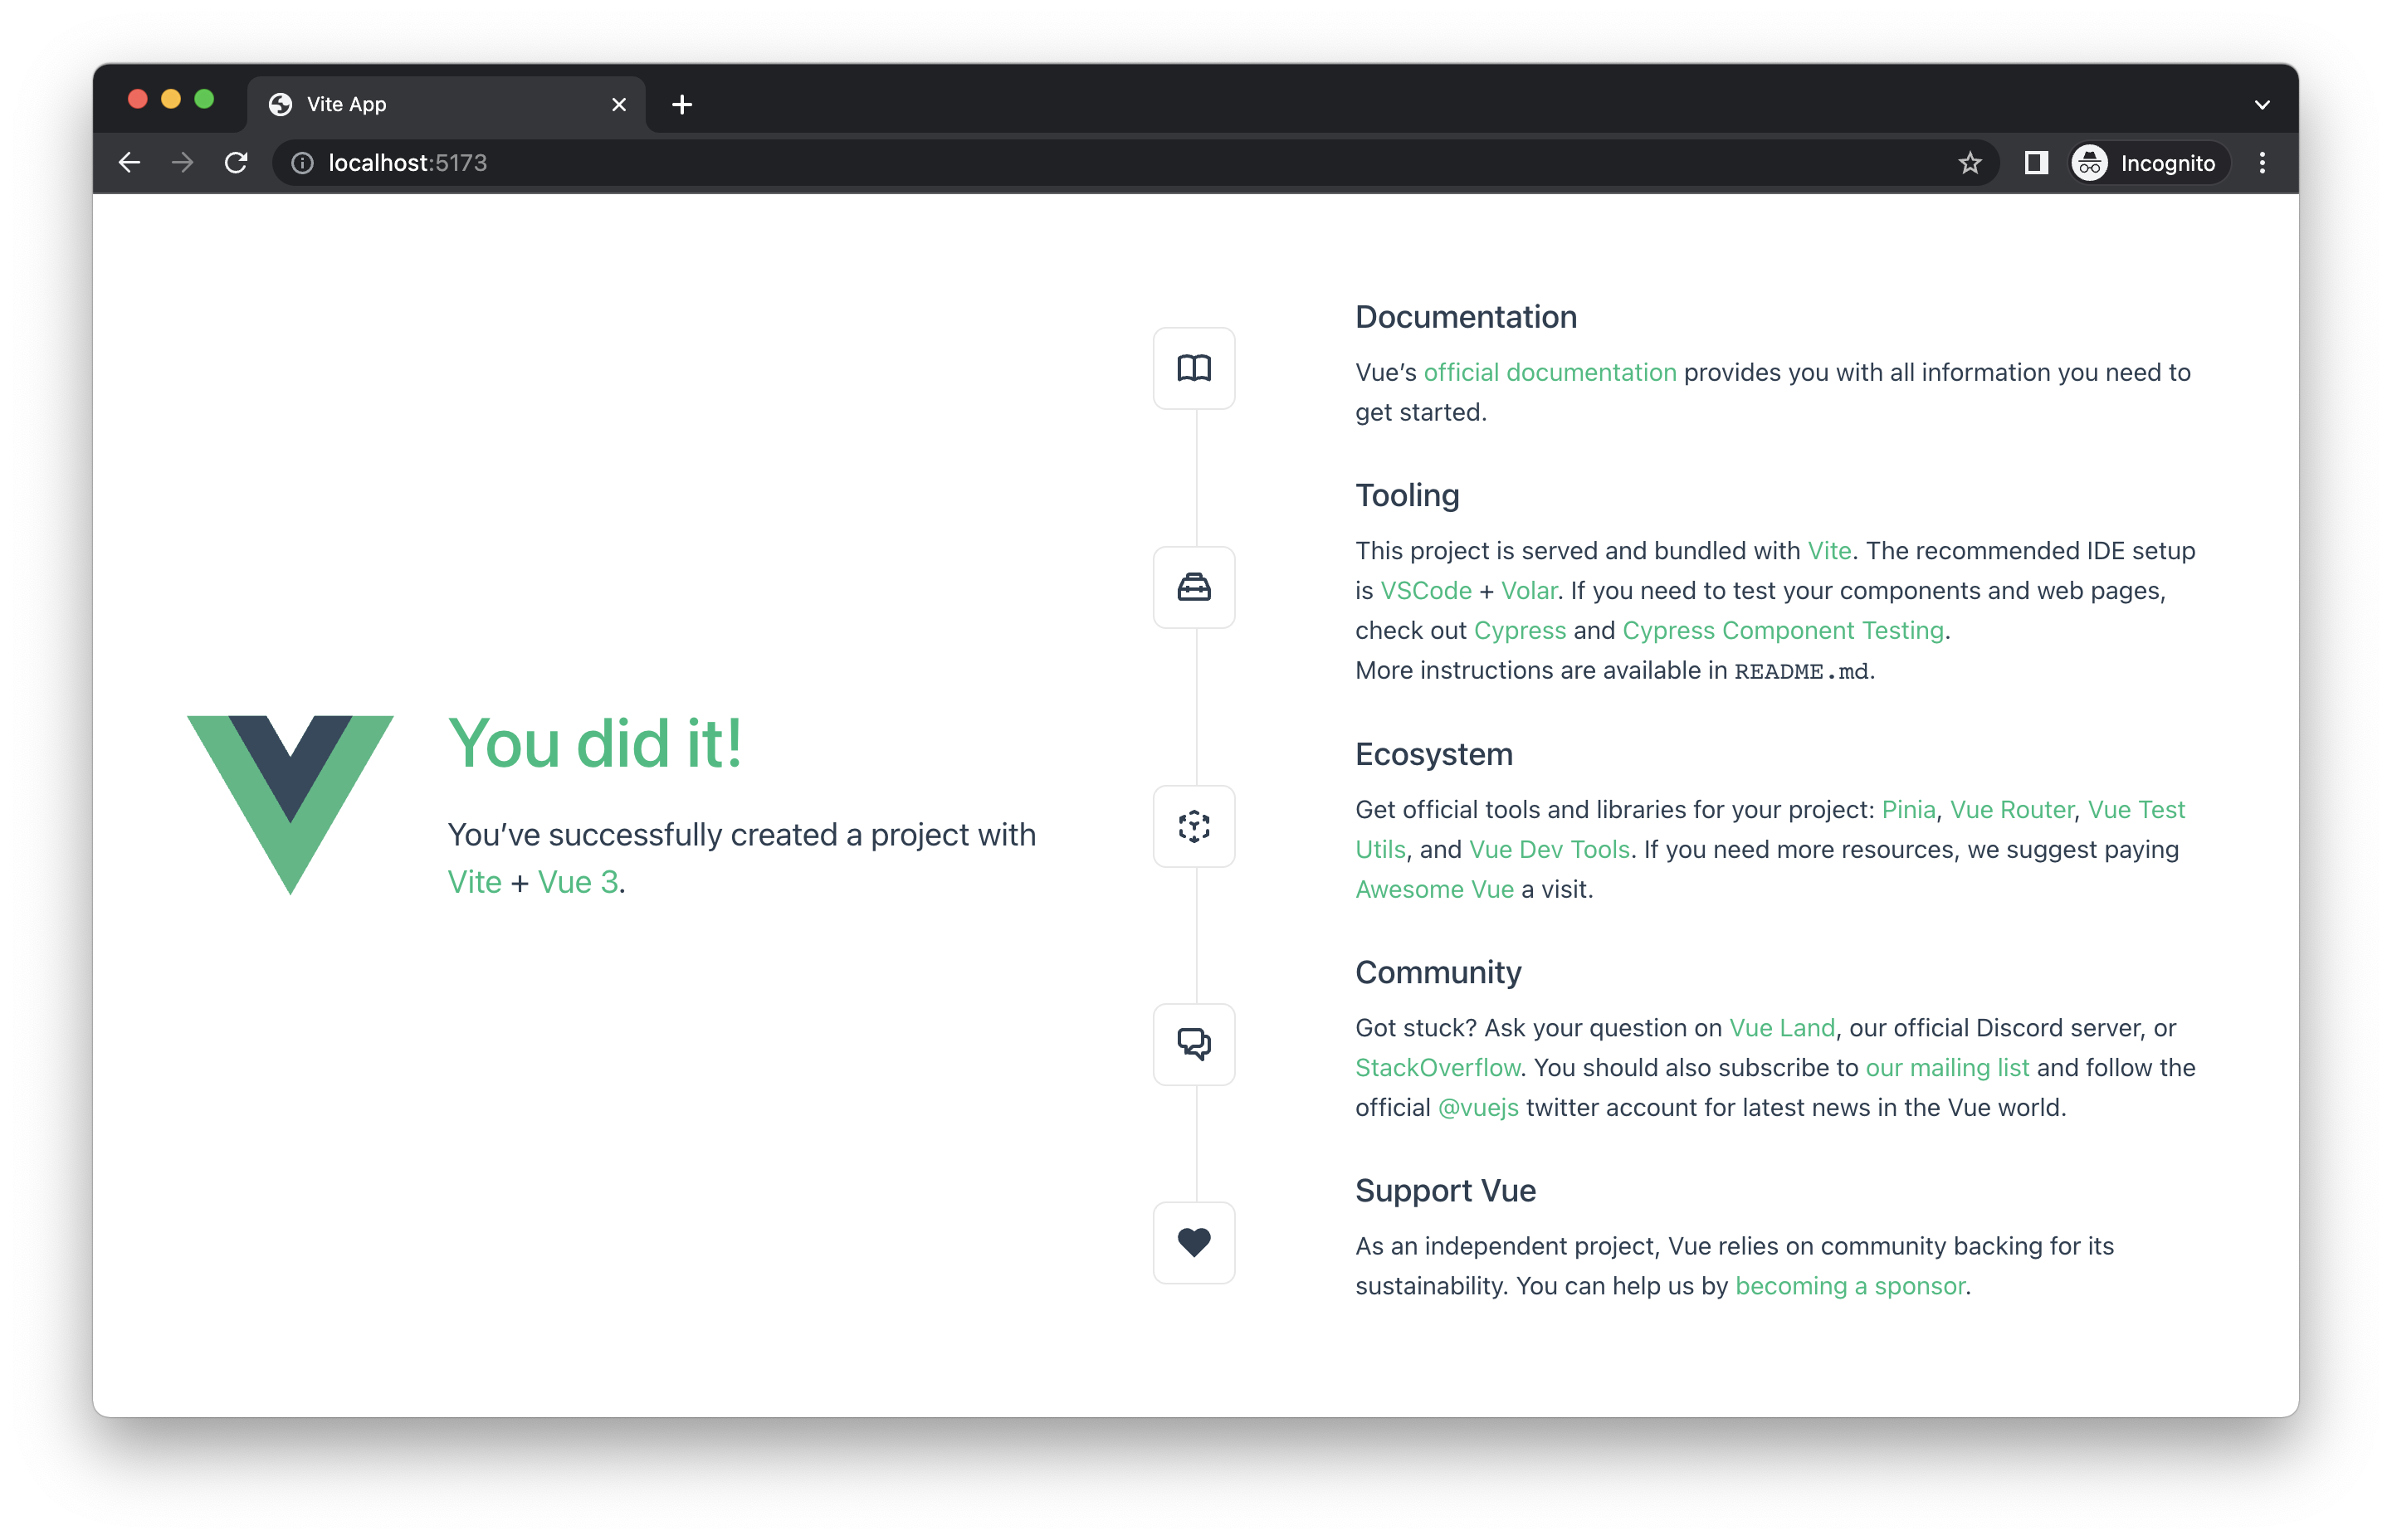 Vite App
localhost:5173
Incognito
You did it!
You’ve successfully created a project with
Vite + Vue 3.
Documentation
Vue’s official documentation provides you with all information you need to
get started.
Tooling
This project is served and bundled with Vite. The recommended IDE setup
is VSCode + Volar. If you need to test your components and web pages,
check out Cypress and Cypress Component Testing.
More instructions are available in README.md.
Ecosystem
Get official tools and libraries for your project: Pinia, Vue Router, Vue Test
Utils, and Vue Dev Tools. If you need more resources, we suggest paying
Awesome Vue a visit.
Community
Got stuck? Ask your question on Vue Land, our official Discord server, or
StackOverflow. You should also subscribe to our mailing list and follow the
official @vuejs twitter account for latest news in the Vue world.
Support Vue
As an independent project, Vue relies on community backing for its
sustainability. You can help us by becoming a sponsor.